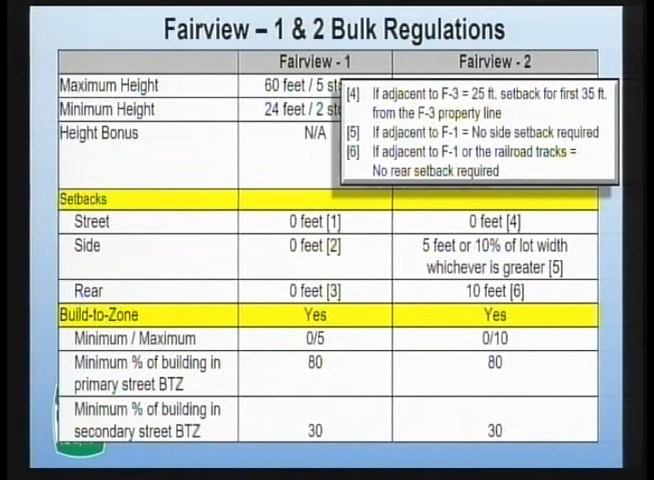 Fairview – 1 & 2 Bulk Regulations
Fairview - 1 Fairview - 2
Maximum Height 60 feet / 5
Minimum Height 24 feet / 2
Height Bonus N/A
[4] If adjacent to F-3 = 25 ft. setback for first 35 ft.
from the F-3 property line
[5] If adjacent to F-1 = No side setback required
[6] If adjacent to F-1 or the railroad tracks =
No rear setback required
Setbacks
Street 0 feet [1] 0 feet [4]
Side 0 feet [2] 5 feet or 10% of lot width
whichever is greater [5]
Rear 0 feet [3] 10 feet [6]
Build-to-Zone Yes Yes
Minimum / Maximum 0/5 0/10
Minimum % of building in 80 80
primary street BTZ
Minimum % of building in
secondary street BTZ 30 30